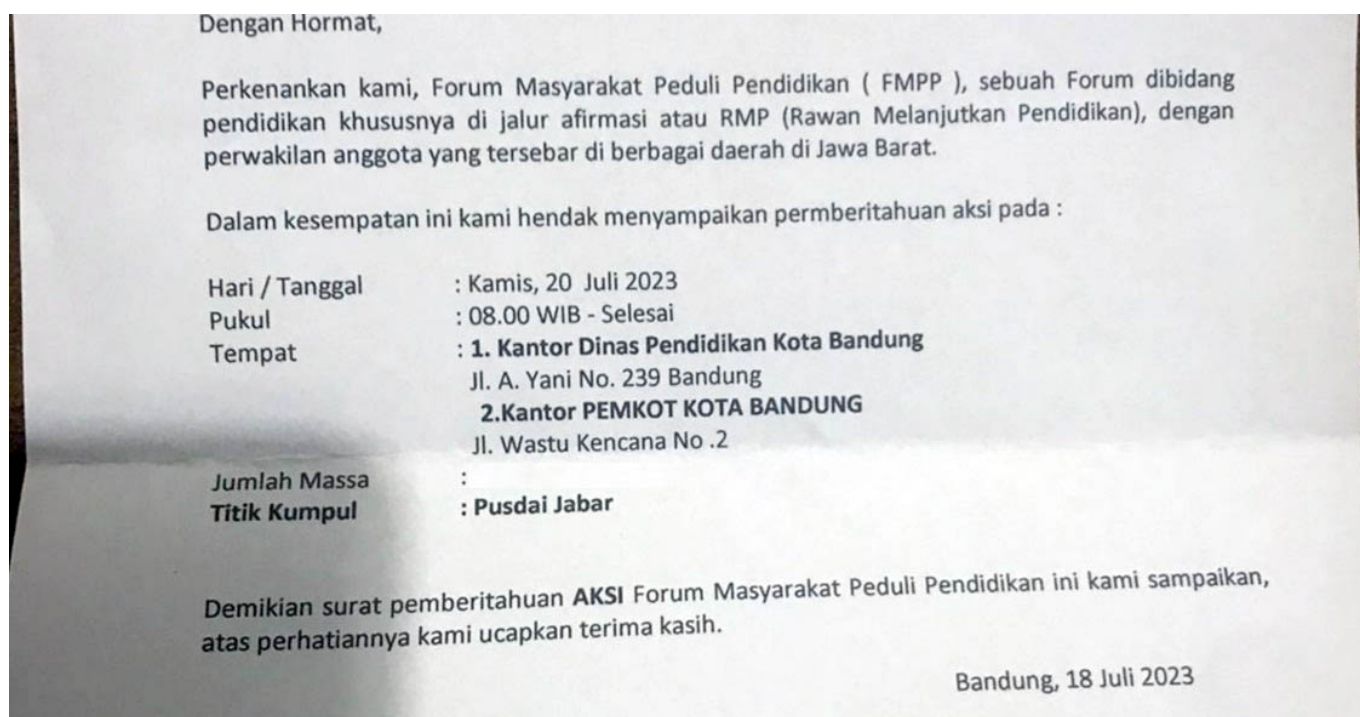 Dengan Hormat,
Perkenankan kami, Forum Masyarakat Peduli Pendidikan ( FMPP ), sebuah Forum dibidang
pendidikan khususnya di jalur afirmasi atau RMP (Rawan Melanjutkan Pendidikan), dengan
perwakilan anggota yang tersebar di berbagai daerah di Jawa Barat.
Dalam kesempatan ini kami hendak menyampaikan permberitahuan aksi pada :
Hari / Tanggal : Kamis, 20 Juli 2023
Pukul : 08.00 WIB - Selesai
Tempat : 1. Kantor Dinas Pendidikan Kota Bandung
Jl. A. Yani No. 239 Bandung
2.Kantor PEMKOT KOTA BANDUNG
Jl. Wastu Kencana No .2
Jumlah Massa :
Titik Kumpul : Pusdai Jabar
Demikian surat pemberitahuan AKSI Forum Masyarakat Peduli Pendidikan ini kami sampaikan,
atas perhatiannya kami ucapkan terima kasih.
Bandung, 18 Juli 2023